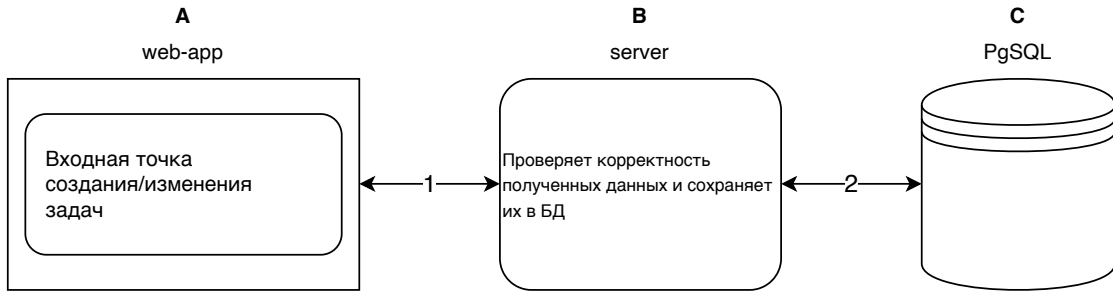 A
B
C
web-app
server
PgSQL
Входная точка
создания/изменения
задач
1
Проверяет корректность
полученных данных и сохраняет
их в БД
2